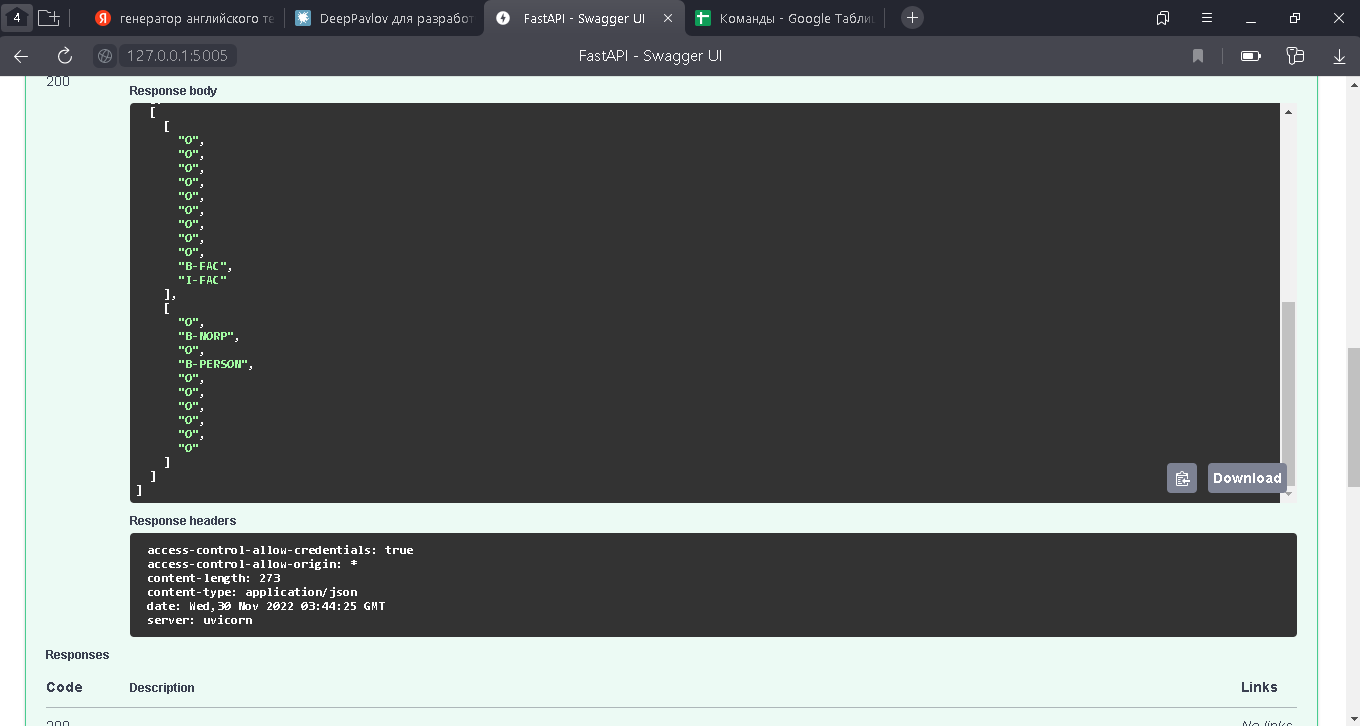 4
генератор английского те
DeepPavlov для разработ
FastAPI - Swagger UI
Команды - Google Таблиц
127.0.0.1:5005
FastAPI - Swagger UI
200
Response body
[
[
"O",
"O",
"O",
"O",
"O",
"O",
"O",
"O",
"O",
"B-FAC",
"I-FAC"
],
[
"O",
"B-NORP",
"O",
"B-PERSON",
"O",
"O",
"O",
"O",
"O",
"O"
]
]
]
Download
Response headers
access-control-allow-credentials: true
access-control-allow-origin: *
content-length: 273
content-type: application/json
date: Wed,30 Nov 2022 03:44:25 GMT
server: uvicorn
Responses
Code Description Links
200 No links